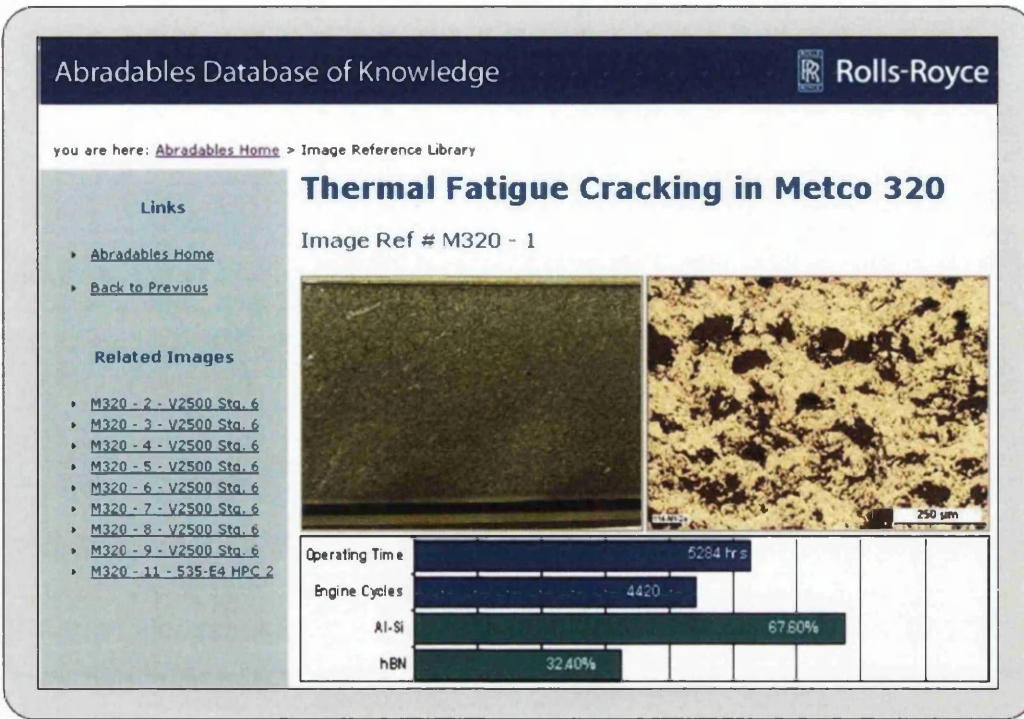 Abradables Database of Knowledge
Rolls-Royce
you are here: Abradables Home > Image Reference Library
Links
Abradables Home
Back to Previous
Related Images
M320 - 2 - V2500 Stg. 6
M320 - 3 - V2500 Stg. 6
M320 - 4 - V2500 Stg. 6
M320 - 5 - V2500 Stg. 6
M320 - 6 - V2500 Stg. 6
M320 - 7 - V2500 Stg. 6
M320 - 8 - V2500 Stg. 6
M320 - 9 - V2500 Stg. 6
M320 - 11 - 535-E4 HPC 2
Thermal Fatigue Cracking in Metco 320
Image Ref # M320 - 1
250 µm
Operating Time 5284 hrs
Engine Cycles 4420
Al-Si 67.60%
hBN 32.40%